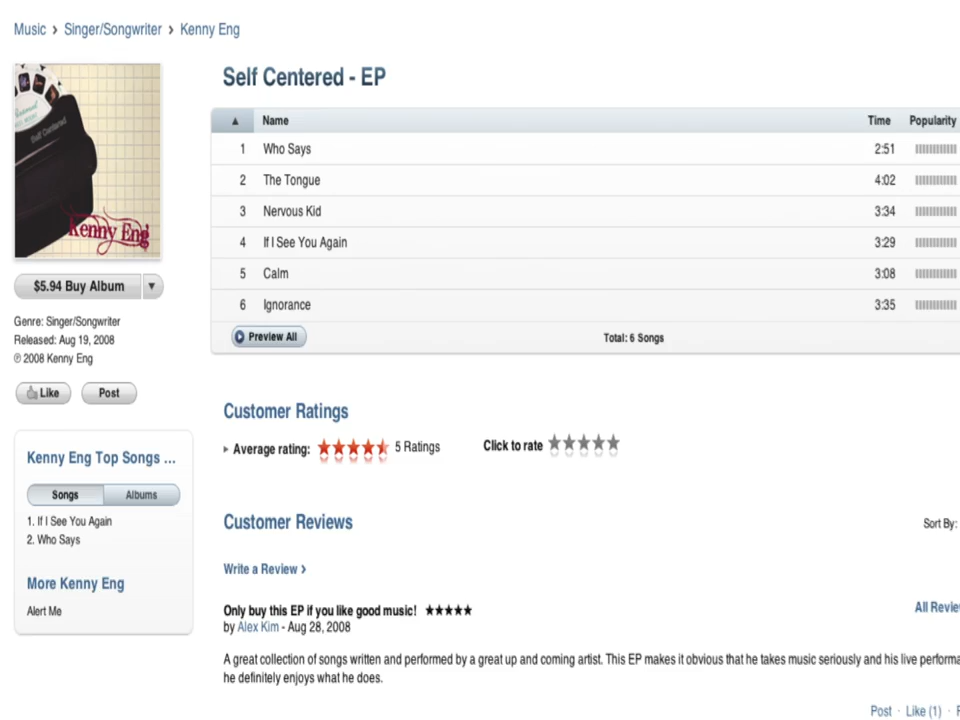 Music › Singer/Songwriter › Kenny Eng
Self Centered
Kenny Eng
$5.94 Buy Album ▼
Genre: Singer/Songwriter
Released: Aug 19, 2008
℗ 2008 Kenny Eng
Like Post
Kenny Eng Top Songs ...
Songs Albums
1. If I See You Again
2. Who Says
More Kenny Eng
Alert Me
Self Centered - EP
▲ Name Time Popularity
1 Who Says 2:51
2 The Tongue 4:02
3 Nervous Kid 3:34
4 If I See You Again 3:29
5 Calm 3:08
6 Ignorance 3:35
Preview All Total: 6 Songs
Customer Ratings
Average rating: ★★★★★ 5 Ratings Click to rate ★★★★★
Customer Reviews Sort By:
Write a Review ›
Only buy this EP if you like good music! ★★★★★ All Revie
by Alex Kim - Aug 28, 2008
A great collection of songs written and performed by a great up and coming artist. This EP makes it obvious that he takes music seriously and his live performa
he definitely enjoys what he does.
Post · Like (1) ·